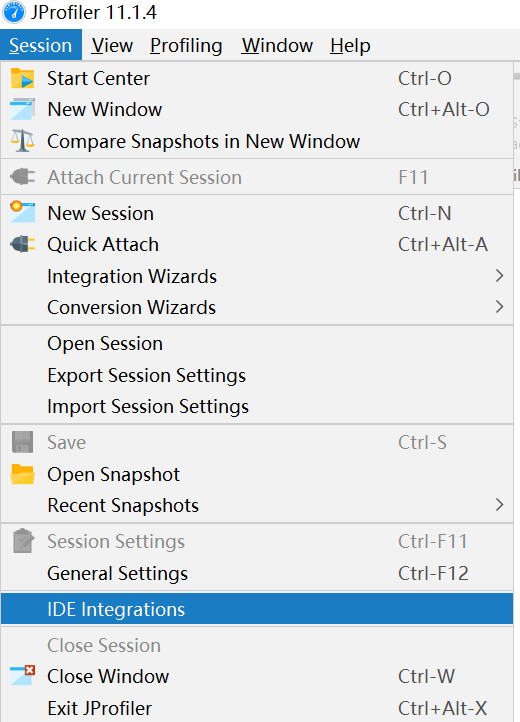 JProfiler 11.1.4
Session View Profiling Window Help
Start Center Ctrl-O
New Window Ctrl+Alt-O
Compare Snapshots in New Window
Attach Current Session F11
New Session Ctrl-N
Quick Attach Ctrl+Alt-A
Integration Wizards
Conversion Wizards
Open Session
Export Session Settings
Import Session Settings
Save Ctrl-S
Open Snapshot
Recent Snapshots
Session Settings Ctrl-F11
General Settings Ctrl-F12
IDE Integrations
Close Session
Close Window Ctrl-W
Exit JProfiler Ctrl+Alt-X